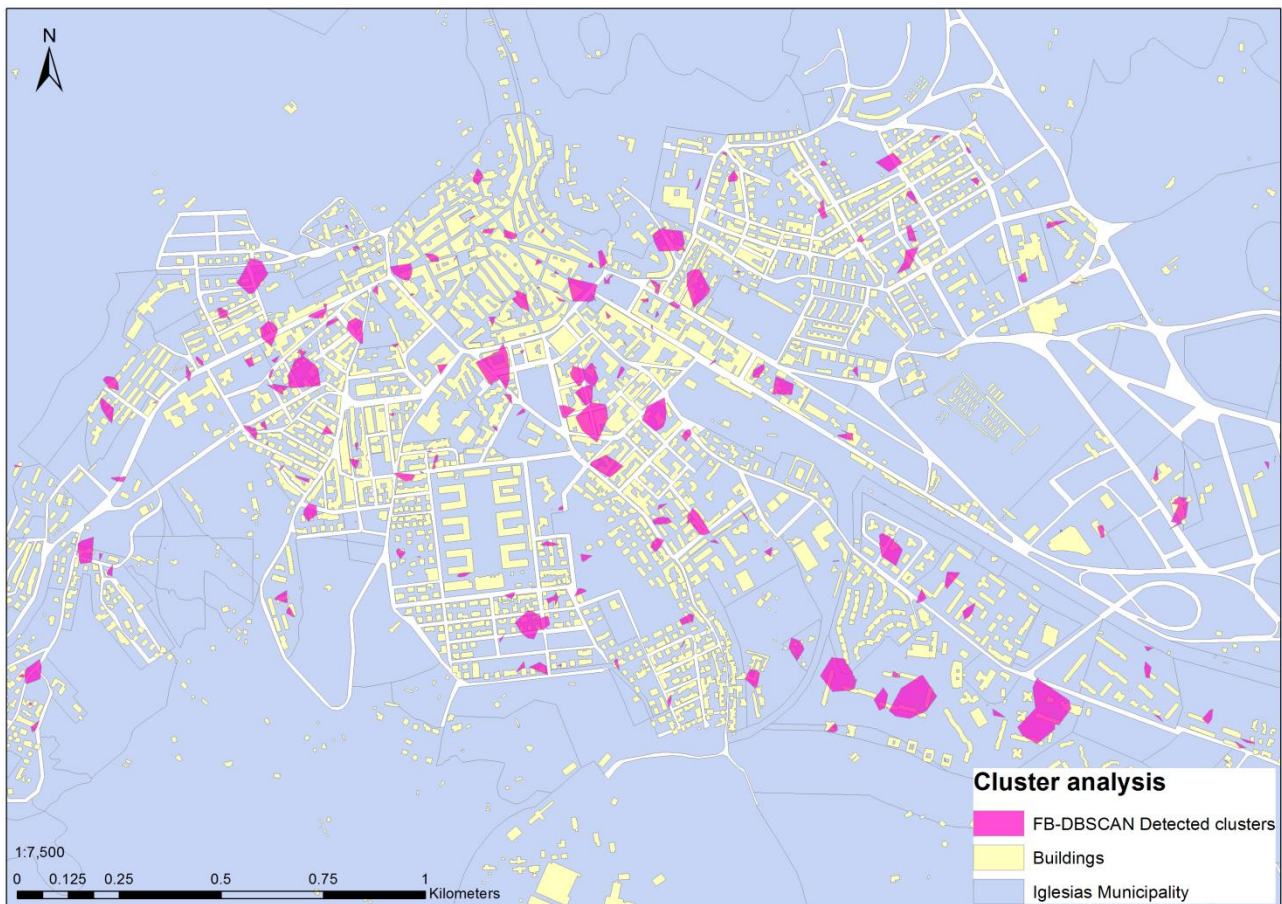 N
Cluster analysis
FB-DBSCAN Detected clusters
Buildings
Iglesias Municipality
1:7,500
0 0.125 0.25 0.5 0.75 1
Kilometers